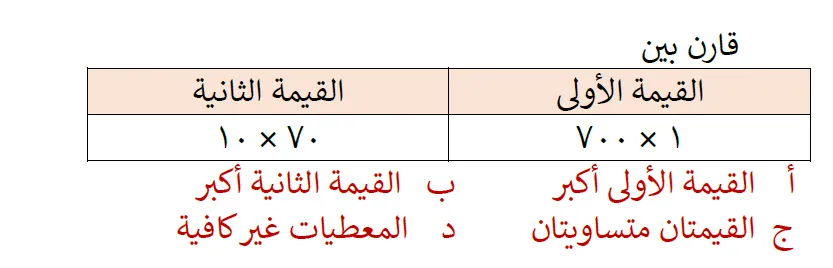 قارن بين
القيمة الأولى القيمة الثانية
١ × ٧٠٠ ٧٠ × ١٠
أ القيمة الأولى أكبر ب القيمة الثانية أكبر
ج القيمتان متساويتان د المعطيات غير كافية